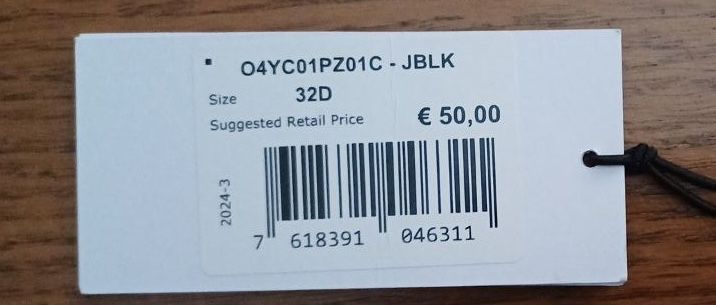 O4YC01PZ01C - JBLK
Size 32D
Suggested Retail Price € 50,00
2024-3
7 618391 046311